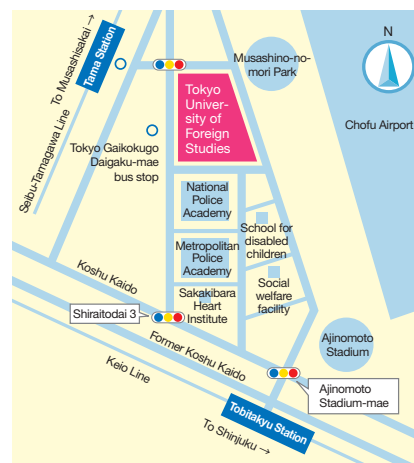 To Musashisakai →
Tama Station
Seibu-Tamagawa Line
Musashino-no-
mori Park
N
Chofu Airport
Tokyo
Univer-
sity of
Foreign
Studies
Tokyo Gaikokugo
Daigaku-mae
bus stop
National
Police
Academy
School for
disabled
children
Metropolitan
Police
Academy
Social
welfare
facility
Sakakibara
Heart
Institute
Koshu Kaido
Shiraitodai 3
Former Koshu Kaido
Keio Line
Ajinomoto
Stadium
Ajinomoto
Stadium-mae
Tobitakyu Station
To Shinjuku →